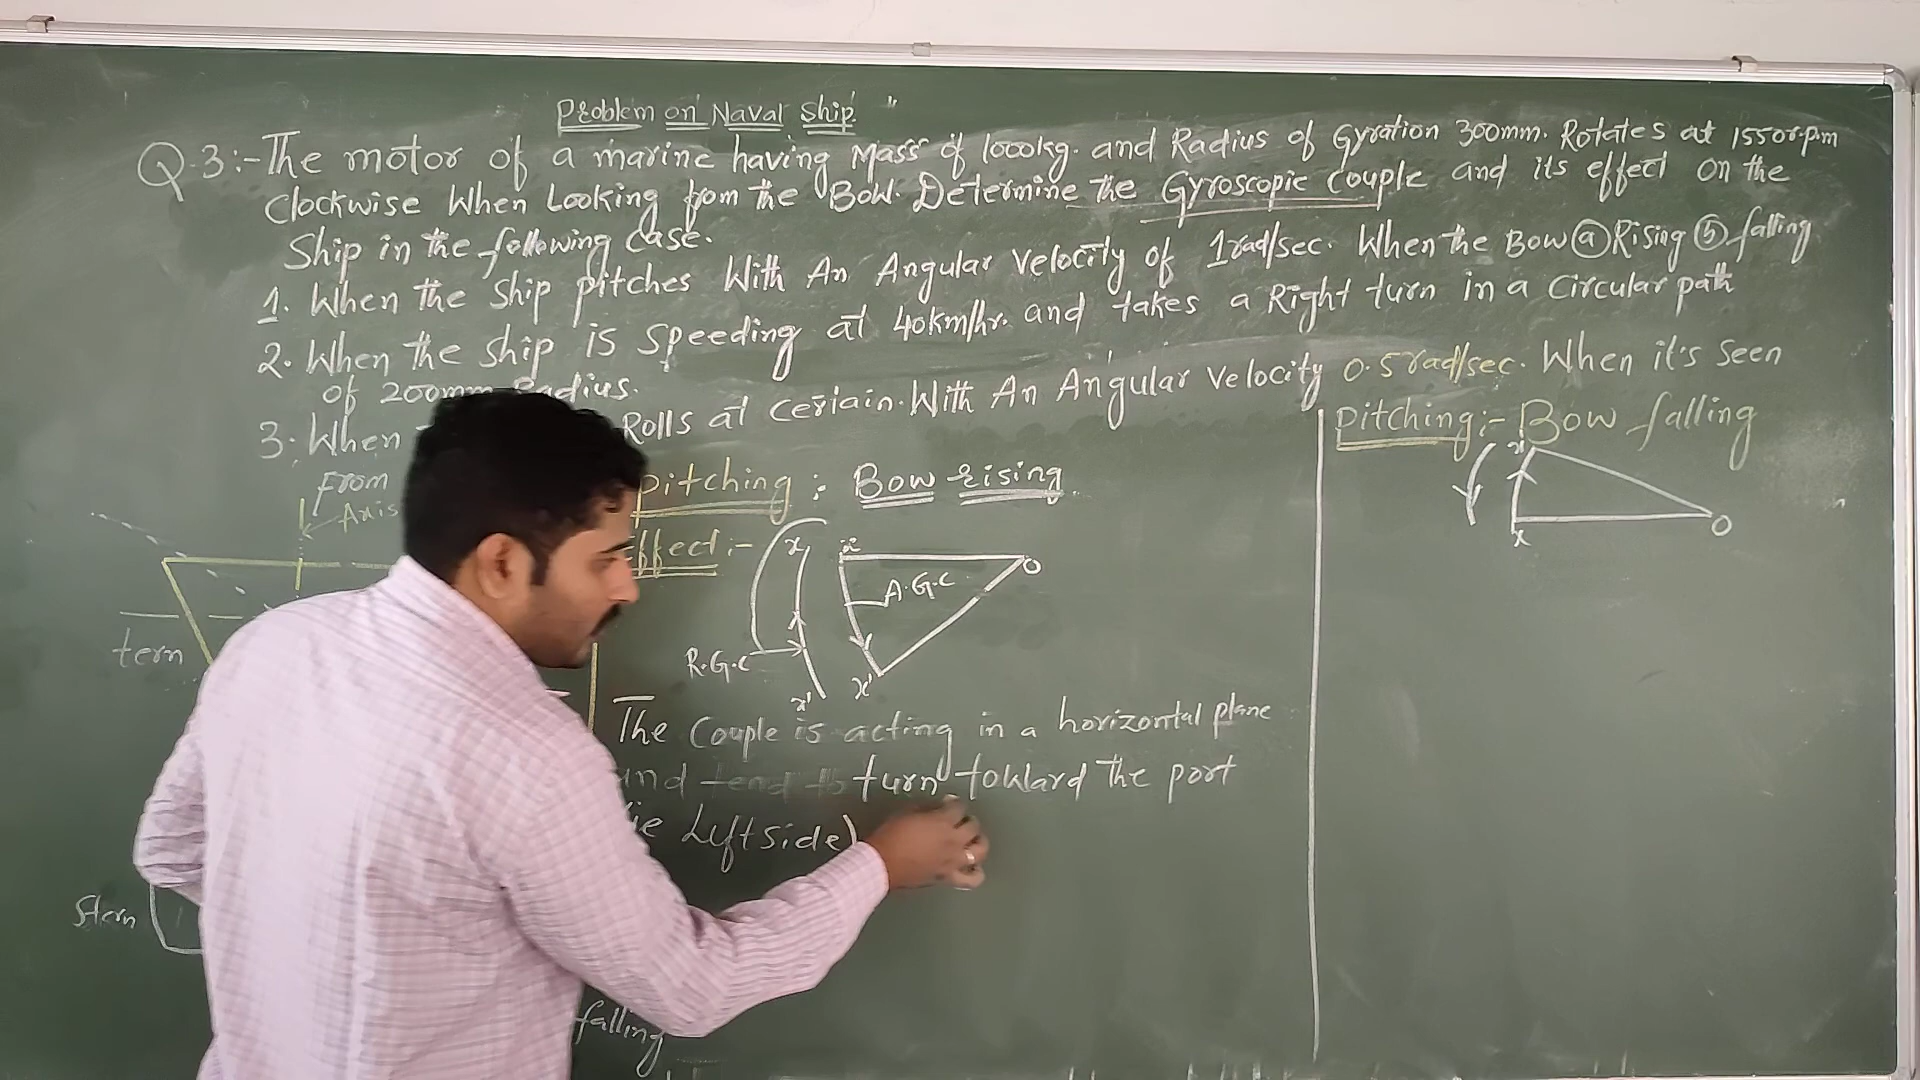 Problem on Naval Ship "
Q.3:- The motor of a marine having Mass of 1000kg. and Radius of Gyration 300mm. Rotates at 1550r.p.m
Clockwise When Looking from the Bow. Determine the Gyroscopic Couple and its effect on the
Ship in the following case.
1. When the Ship pitches With An Angular Velocity of 1rad/sec. When the Bow (a) Rising (b) falling
2. When the Ship is Speeding at 40km/hr. and takes a Right turn in a Circular path
of 200mm Radius.
3. When Rolls at Certain. With An Angular Velocity 0.5 rad/sec. When it's Seen
From
Axis
tern
Stern
pitching : Bow rising
Effect :-
x x o
A.G.C
R.G.C
x' x'
The Couple is acting in a horizontal plane
and tend to turn toward The port
(ie Leftside)
falling
pitching :- Bow falling
x'
x o